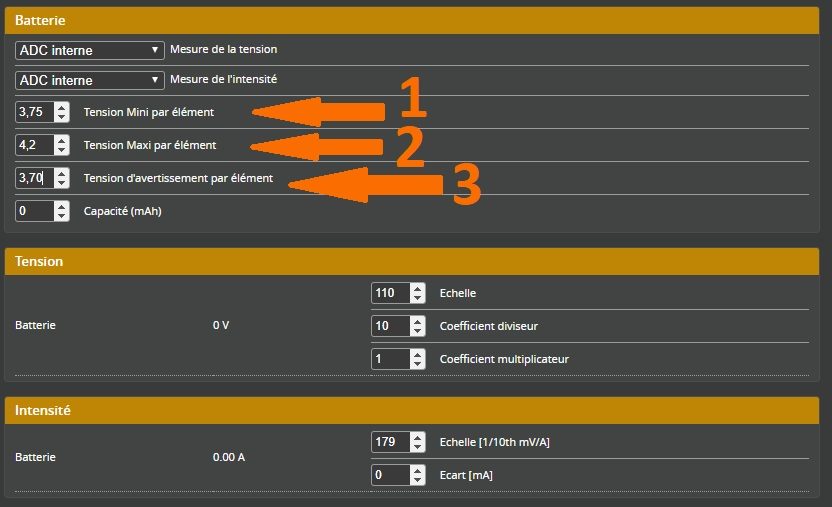 Batterie
ADC interne Mesure de la tension
ADC interne Mesure de l'intensité
3,75 Tension Mini par élément 1
4,2 Tension Maxi par élément 2
3,70 Tension d'avertissement par élément 3
0 Capacité (mAh)
Tension
110 Echelle
Batterie 0 V 10 Coefficient diviseur
1 Coefficient multiplicateur
Intensité
179 Echelle [1/10th mV/A]
Batterie 0.00 A
0 Ecart [mA]